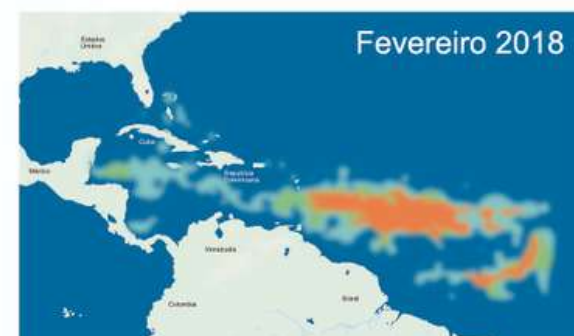 Fevereiro 2018
Estados
Unidos
Cuba
México
República
Dominicana
Venezuela
Colombia
Brasil